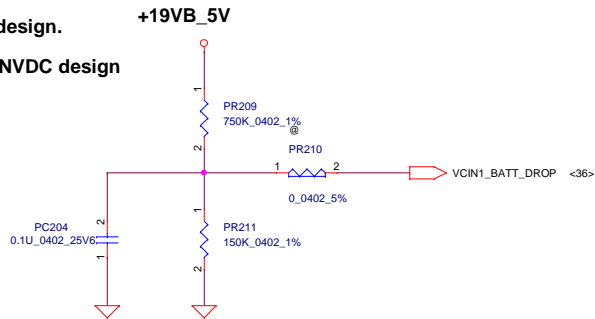 design.
+19VB_5V
NVDC design
1
PR209
750K_0402_1%
@
2
PR210
1
2
VCIN1_BATT_DROP <36>
0_0402_5%
PC204
0.1U_0402_25V6
2
1
1
PR211
150K_0402_1%
2